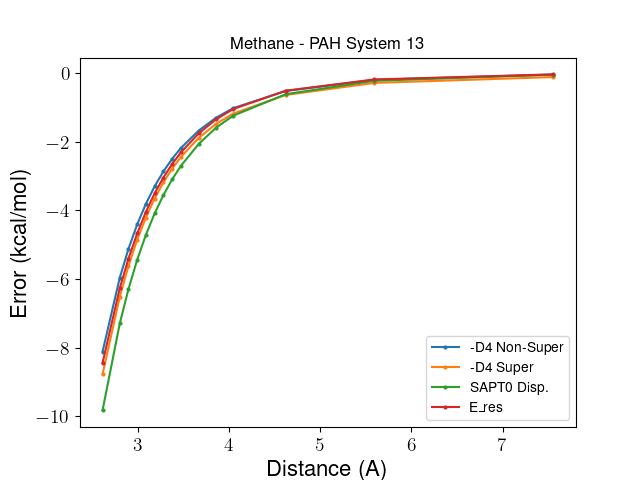 Methane - PAH System 13
Error (kcal/mol)
0
−2
−4
−6
−8
−10
-D4 Non-Super
-D4 Super
SAPT0 Disp.
E_res
3 4 5 6 7
Distance (A)